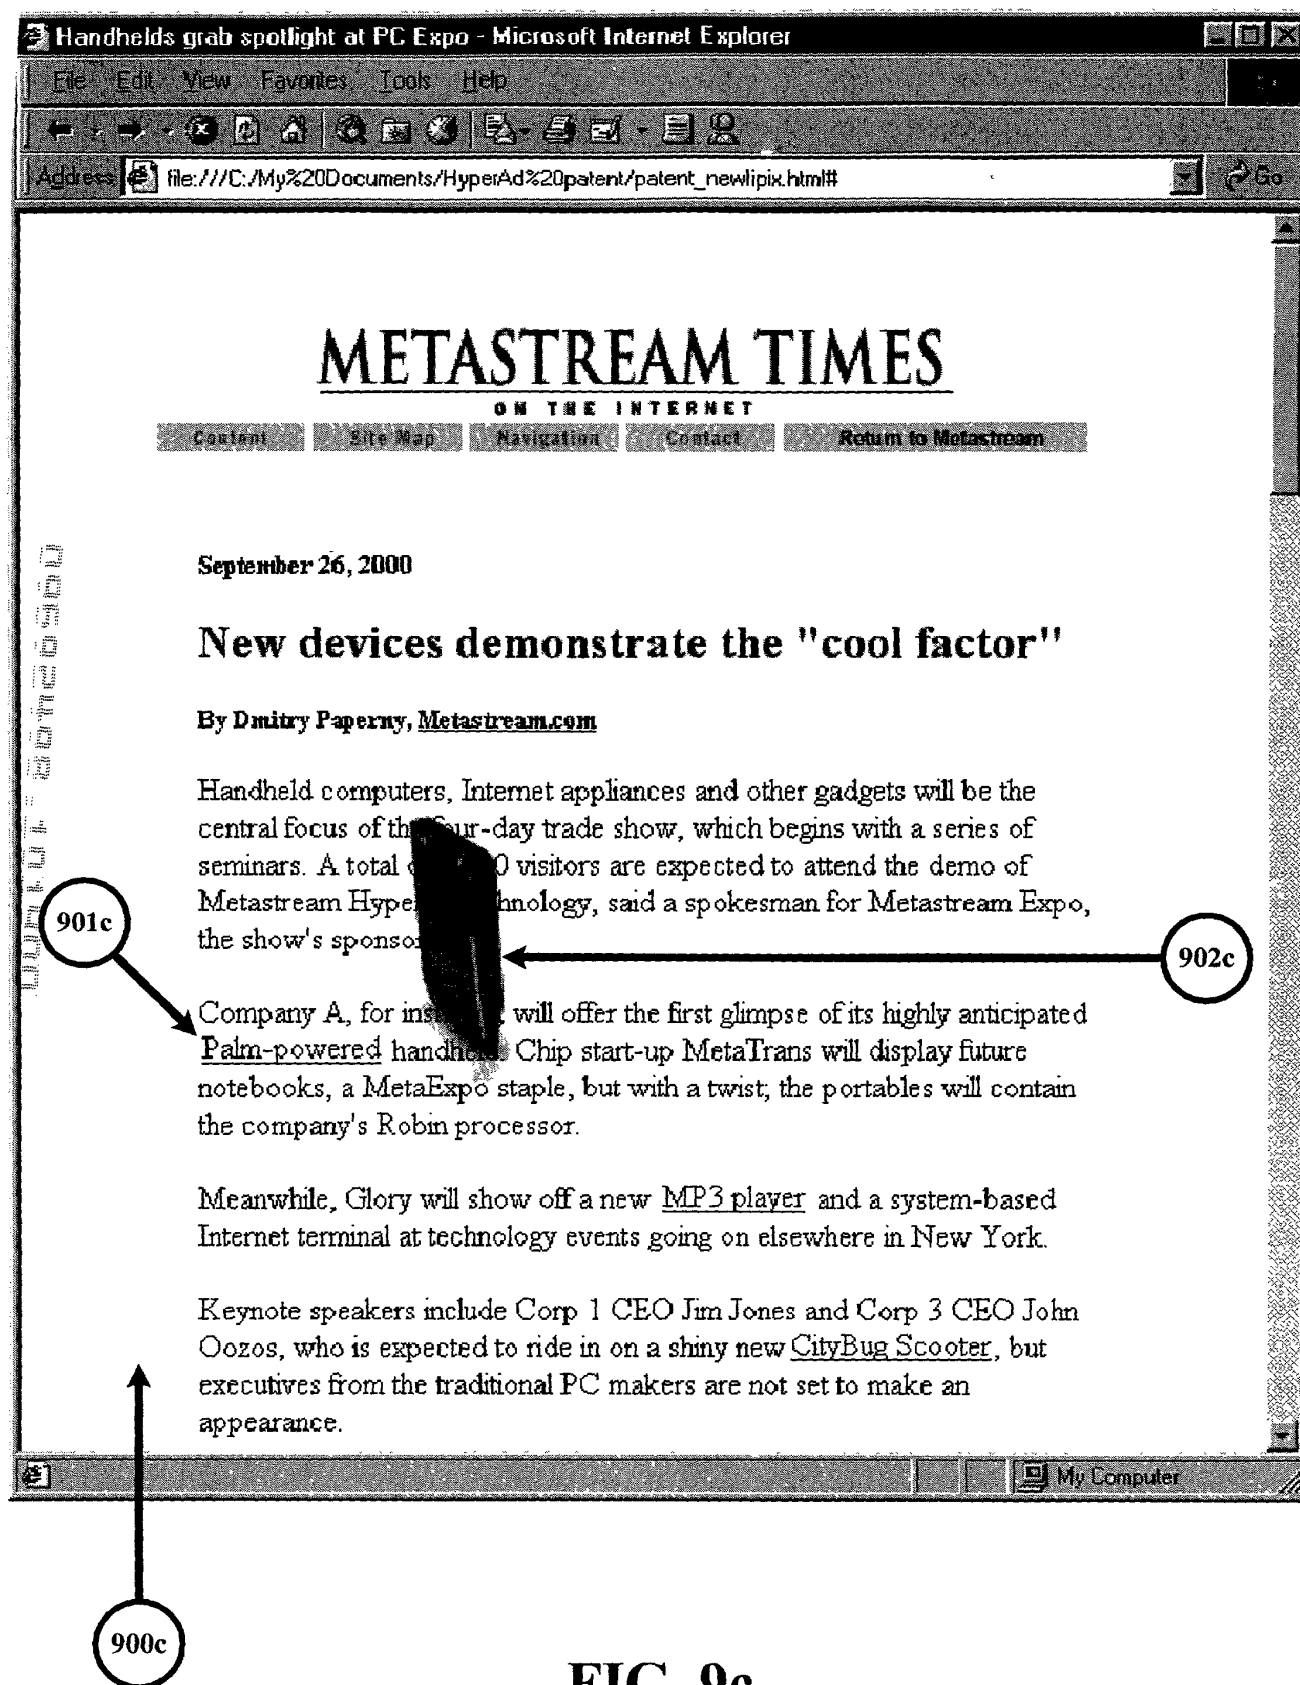 Handhelds grab spotlight at PC Expo - Microsoft Internet Explorer
File Edit View Favorites Tools Help
Address file:///C:/My%20Documents/HyperAd%20patent/patent_newlipix.html# Go
METASTREAM TIMES
ON THE INTERNET
Content Site Map Navigation Contact Return to Metastream
September 26, 2000
New devices demonstrate the "cool factor"
By Dmitry Paperny, Metastream.com
Handheld computers, Internet appliances and other gadgets will be the
central focus of the four-day trade show, which begins with a series of
seminars. A total 0 visitors are expected to attend the demo of
Metastream Hype hnology, said a spokesman for Metastream Expo,
the show's sponso
901c
902c
Company A, for ins will offer the first glimpse of its highly anticipated
Palm-powered handheld. Chip start-up MetaTrans will display future
notebooks, a MetaExpo staple, but with a twist; the portables will contain
the company's Robin processor.
Meanwhile, Glory will show off a new MP3 player and a system-based
Internet terminal at technology events going on elsewhere in New York.
Keynote speakers include Corp 1 CEO Jim Jones and Corp 3 CEO John
Oozos, who is expected to ride in on a shiny new CityBug Scooter, but
executives from the traditional PC makers are not set to make an
appearance.
My Computer
900c
FIG. 9c